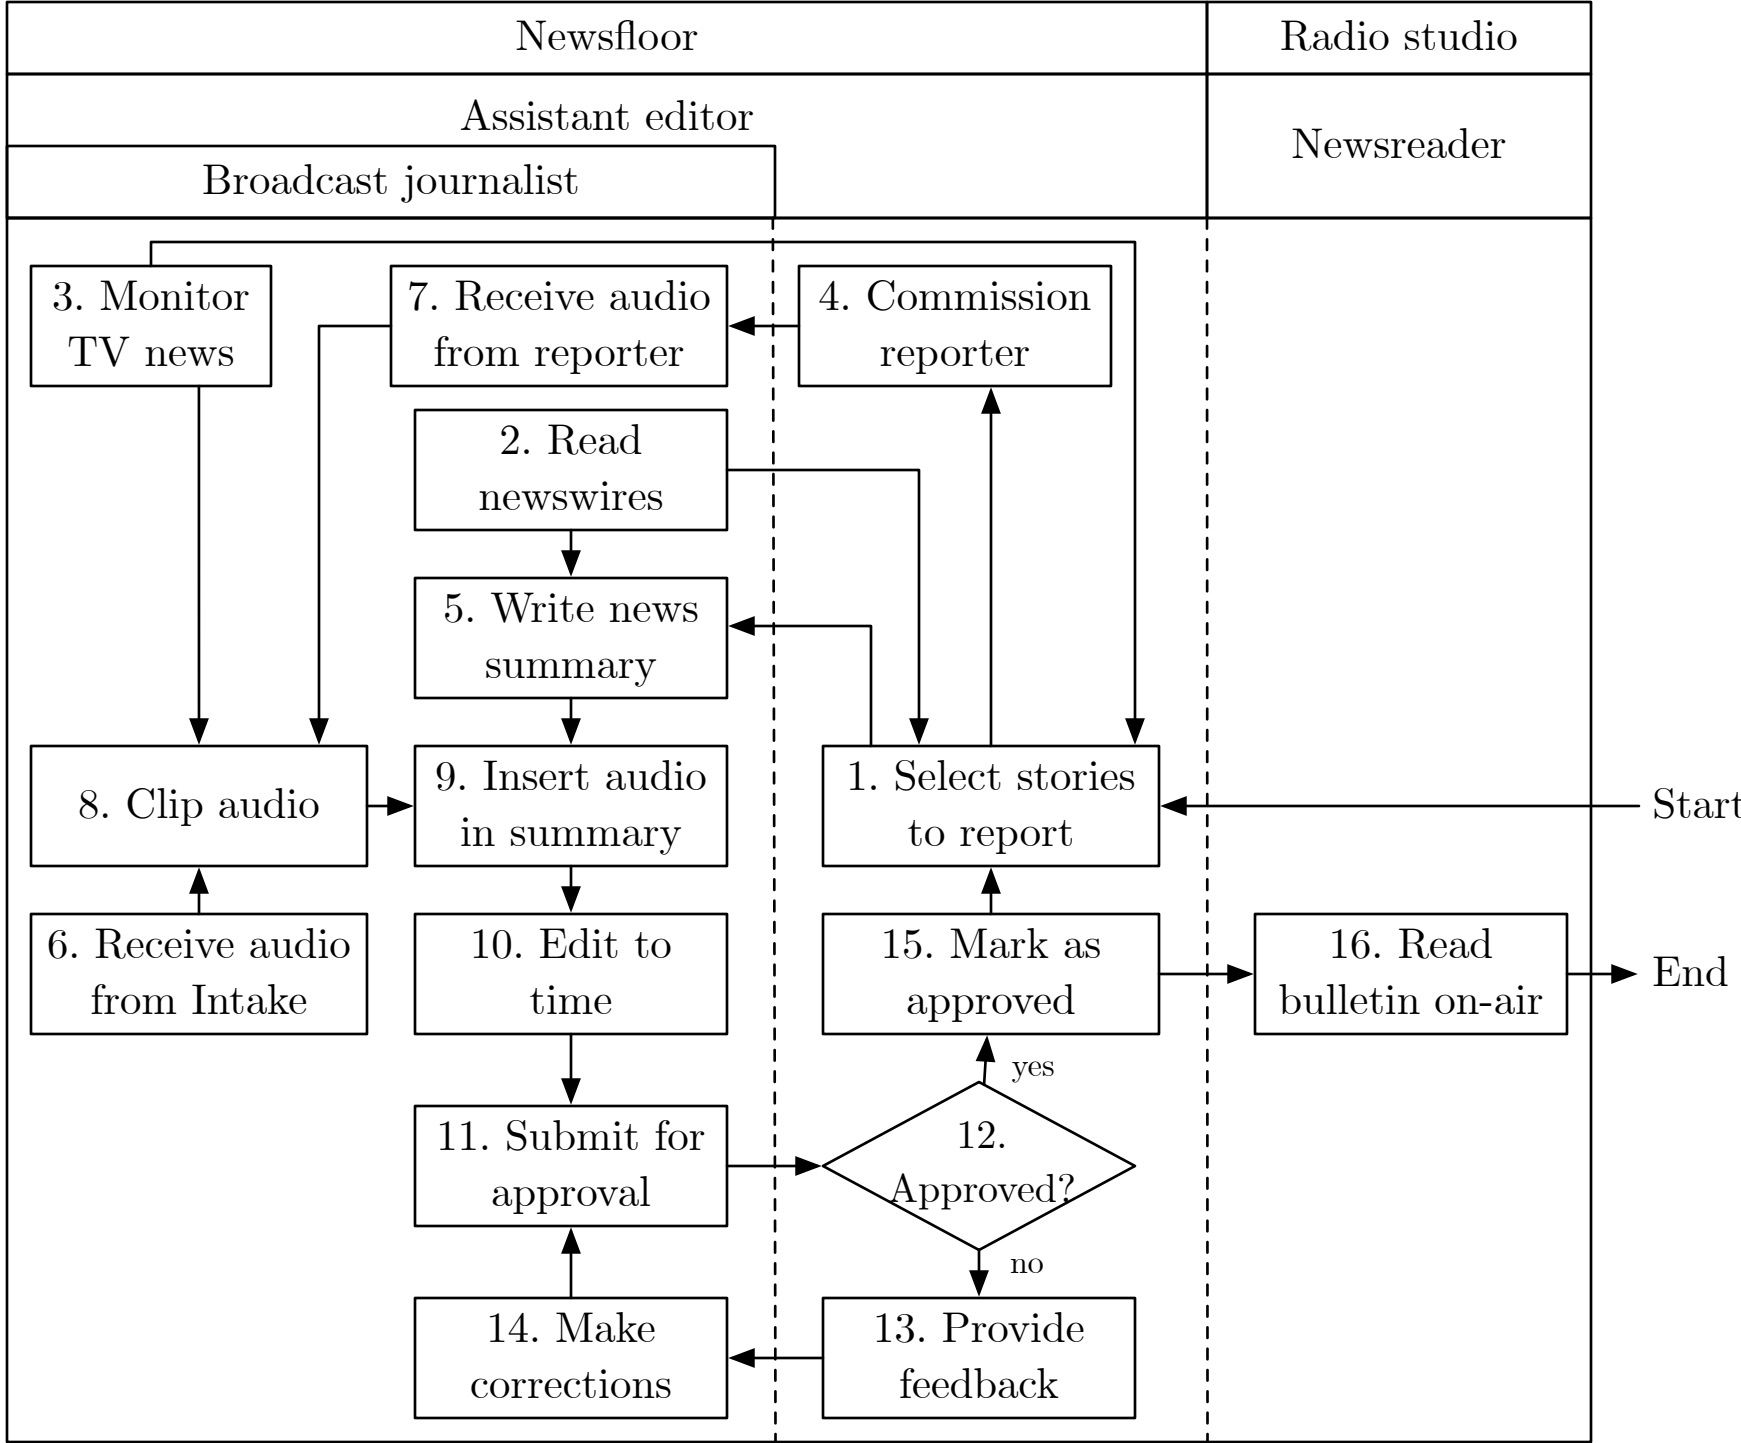 Newsfloor
Radio studio
Assistant editor
Newsreader
Broadcast journalist
3. Monitor
TV news
7. Receive audio
from reporter
4. Commission
reporter
2. Read
newswires
5. Write news
summary
8. Clip audio
9. Insert audio
in summary
1. Select stories
to report
Start
6. Receive audio
from Intake
10. Edit to
time
15. Mark as
approved
16. Read
bulletin on-air
End
yes
11. Submit for
approval
12.
Approved?
no
14. Make
corrections
13. Provide
feedback